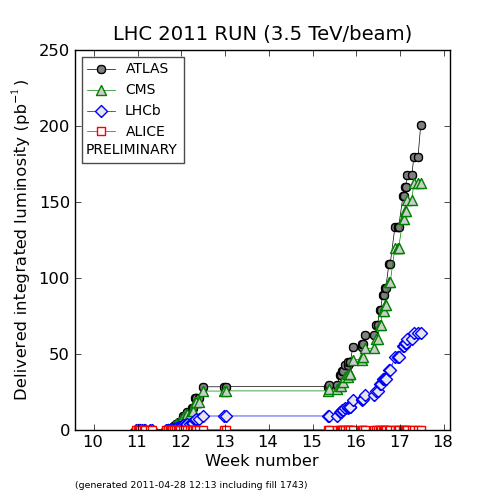 LHC 2011 RUN (3.5 TeV/beam)
250
200
150
100
50
0
Delivered integrated luminosity (pb⁻¹)
ATLAS
CMS
LHCb
ALICE
PRELIMINARY
10 11 12 13 14 15 16 17 18
Week number
(generated 2011-04-28 12:13 including fill 1743)